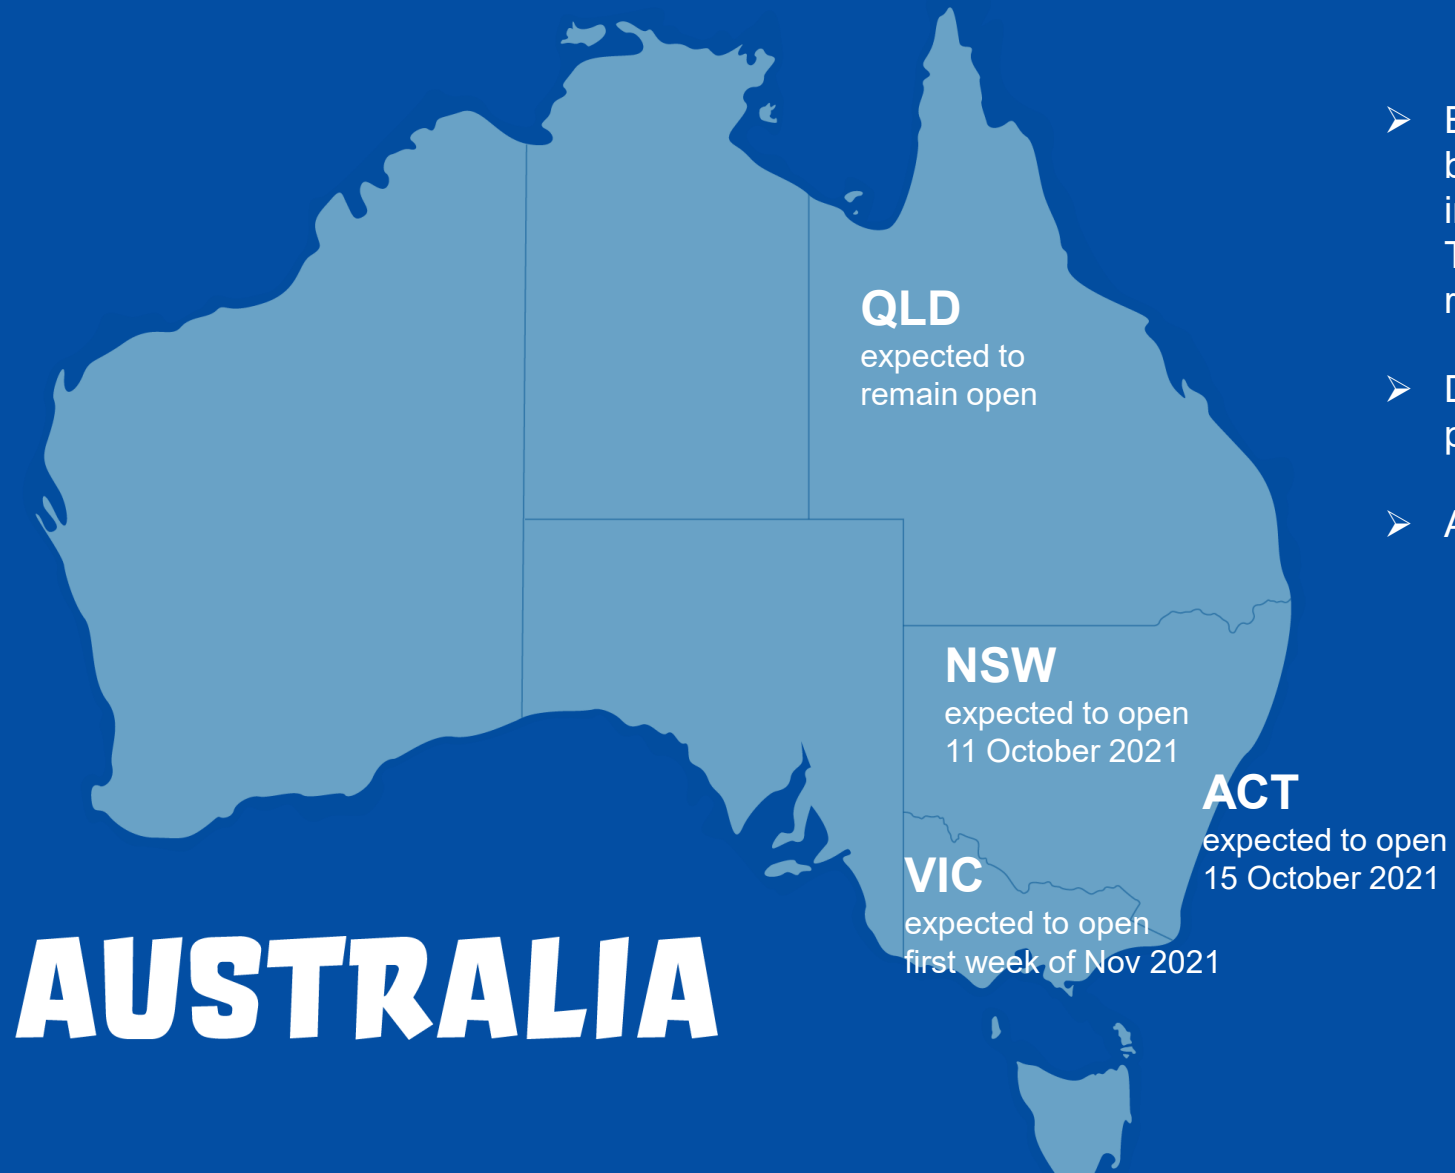 QLD
expected to
remain open
NSW
expected to open
11 October 2021
ACT
expected to open
15 October 2021
VIC
expected to open
first week of Nov 2021
AUSTRALIA